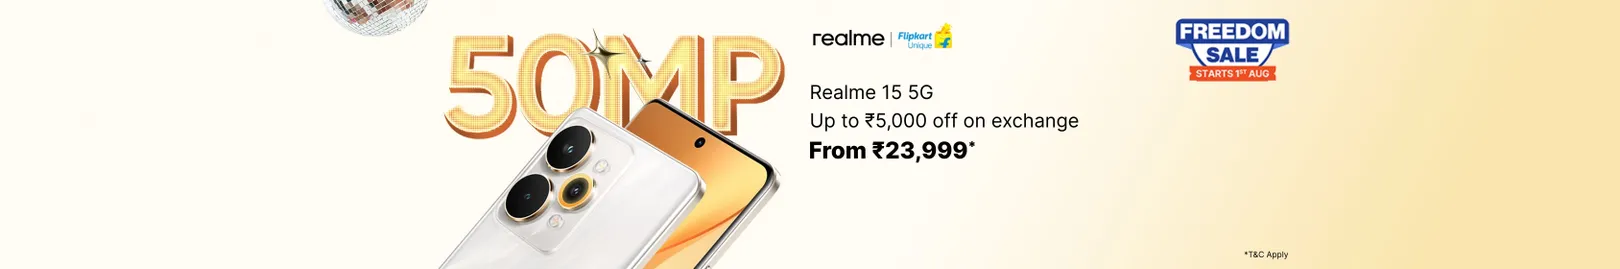 50MP
realme | Flipkart
Unique
Realme 15 5G
Up to ₹5,000 off on exchange
From ₹23,999*
FREEDOM
SALE
STARTS 1ST AUG
*T&C Apply